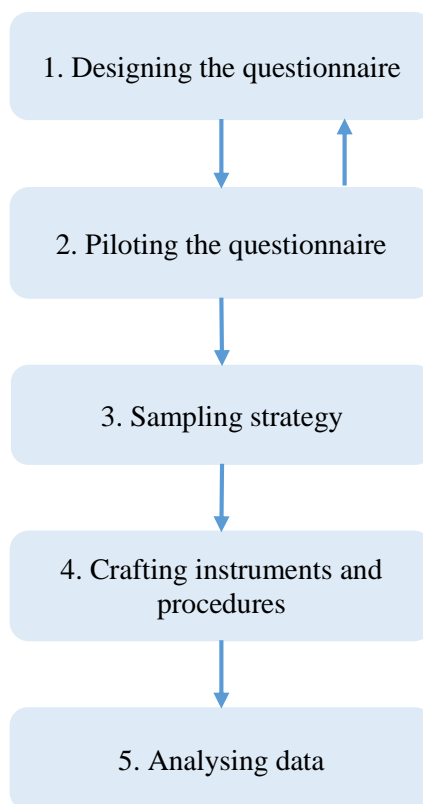 1. Designing the questionnaire
2. Piloting the questionnaire
3. Sampling strategy
4. Crafting instruments and
procedures
5. Analysing data